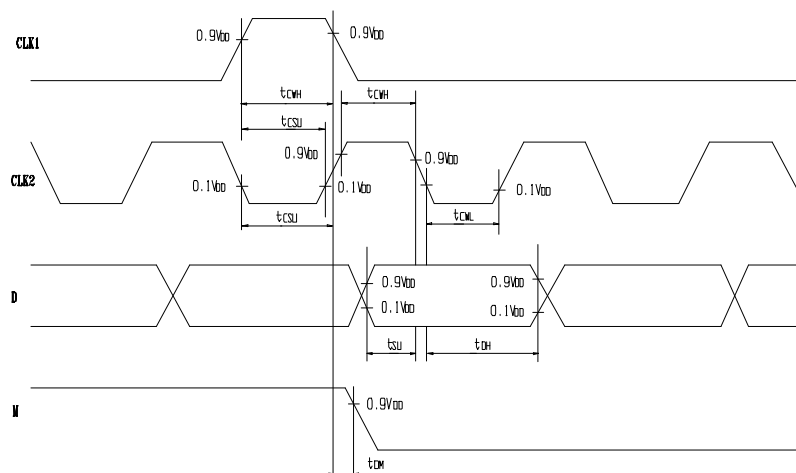 CLK1
0.9VDD
0.9VDD
tCWH
tCWH
tCSU
CLK2
0.9VDD
0.9VDD
0.1VDD
0.1VDD
0.1VDD
tCSU
tCWL
D
0.9VDD
0.9VDD
0.1VDD
0.1VDD
tSU
tDH
M
0.9VDD
tDM